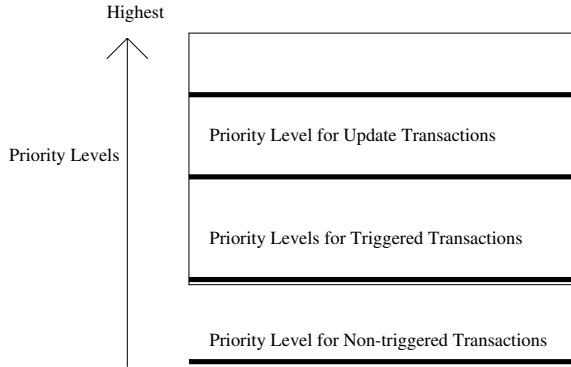 Highest
Priority Level for Update Transactions
Priority Levels
Priority Levels for Triggered Transactions
Priority Level for Non-triggered Transactions